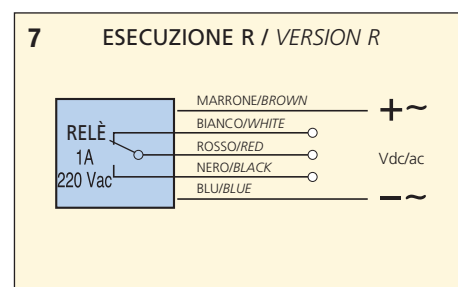 7 ESECUZIONE R / VERSION R
MARRONE/BROWN
+~
BIANCO/WHITE
RELÈ
ROSSO/RED
1A
Vdc/ac
NERO/BLACK
220 Vac
BLU/BLUE
−~